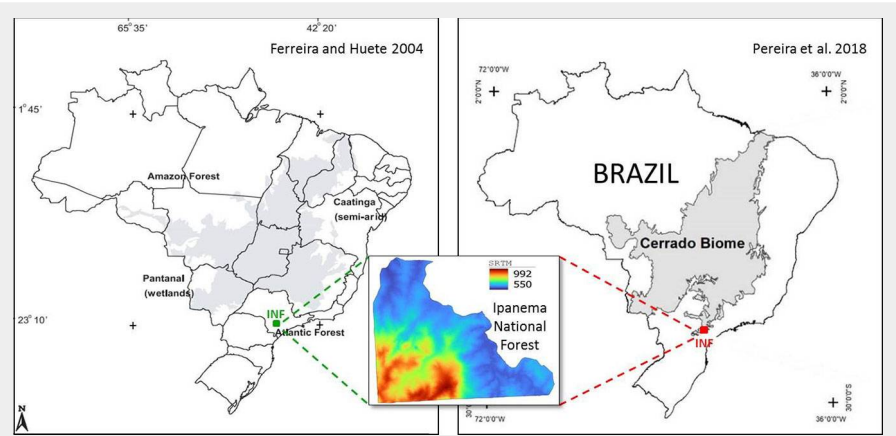 65° 35'
42° 20'
Ferreira and Huete 2004
1° 45'
Amazon Forest
Caatinga
(semi-arid)
Pantanal
(wetlands)
23° 10'
INF
Atlantic Forest
N
SRTM
992
550
Ipanema
National
Forest
Pereira et al. 2018
72°0'0"W
36°0'0"W
2°0'0"N
2°0'0"N
BRAZIL
Cerrado Biome
INF
72°0'0"W
36°0'0"W
30°0'0"S